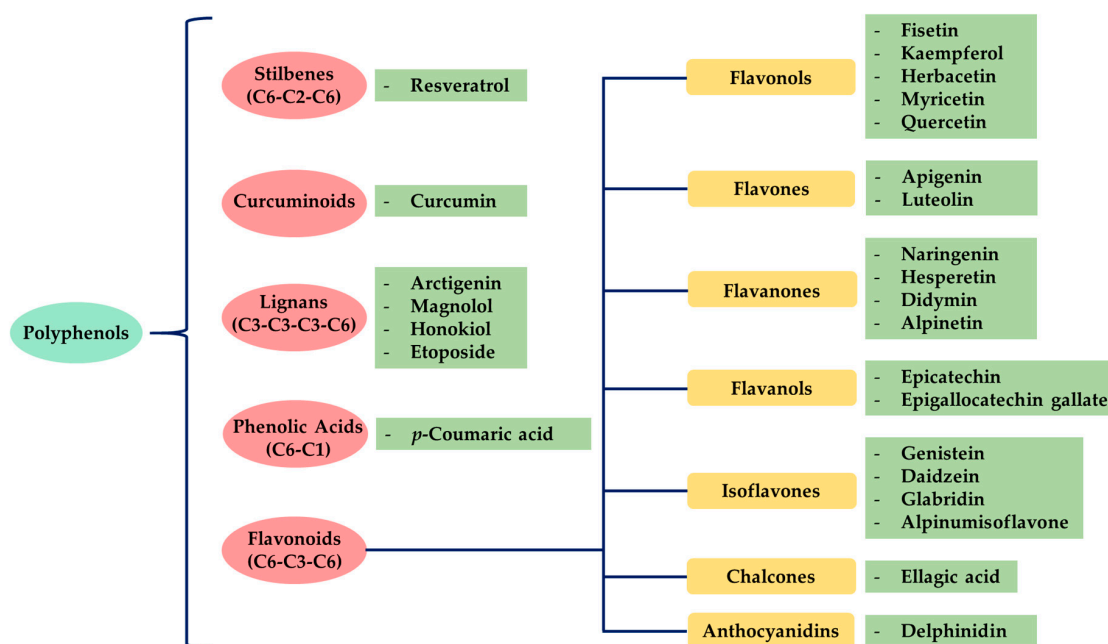 Polyphenols
Stilbenes
(C6-C2-C6)
- Resveratrol
Curcuminoids
- Curcumin
Lignans
(C3-C3-C3-C6)
- Arctigenin
- Magnolol
- Honokiol
- Etoposide
Phenolic Acids
(C6-C1)
- p-Coumaric acid
Flavonoids
(C6-C3-C6)
Flavonols
- Fisetin
- Kaempferol
- Herbacetin
- Myricetin
- Quercetin
Flavones
- Apigenin
- Luteolin
Flavanones
- Naringenin
- Hesperetin
- Didymin
- Alpinetin
Flavanols
- Epicatechin
- Epigallocatechin gallate
Isoflavones
- Genistein
- Daidzein
- Glabridin
- Alpinumisoflavone
Chalcones
- Ellagic acid
Anthocyanidins
- Delphinidin